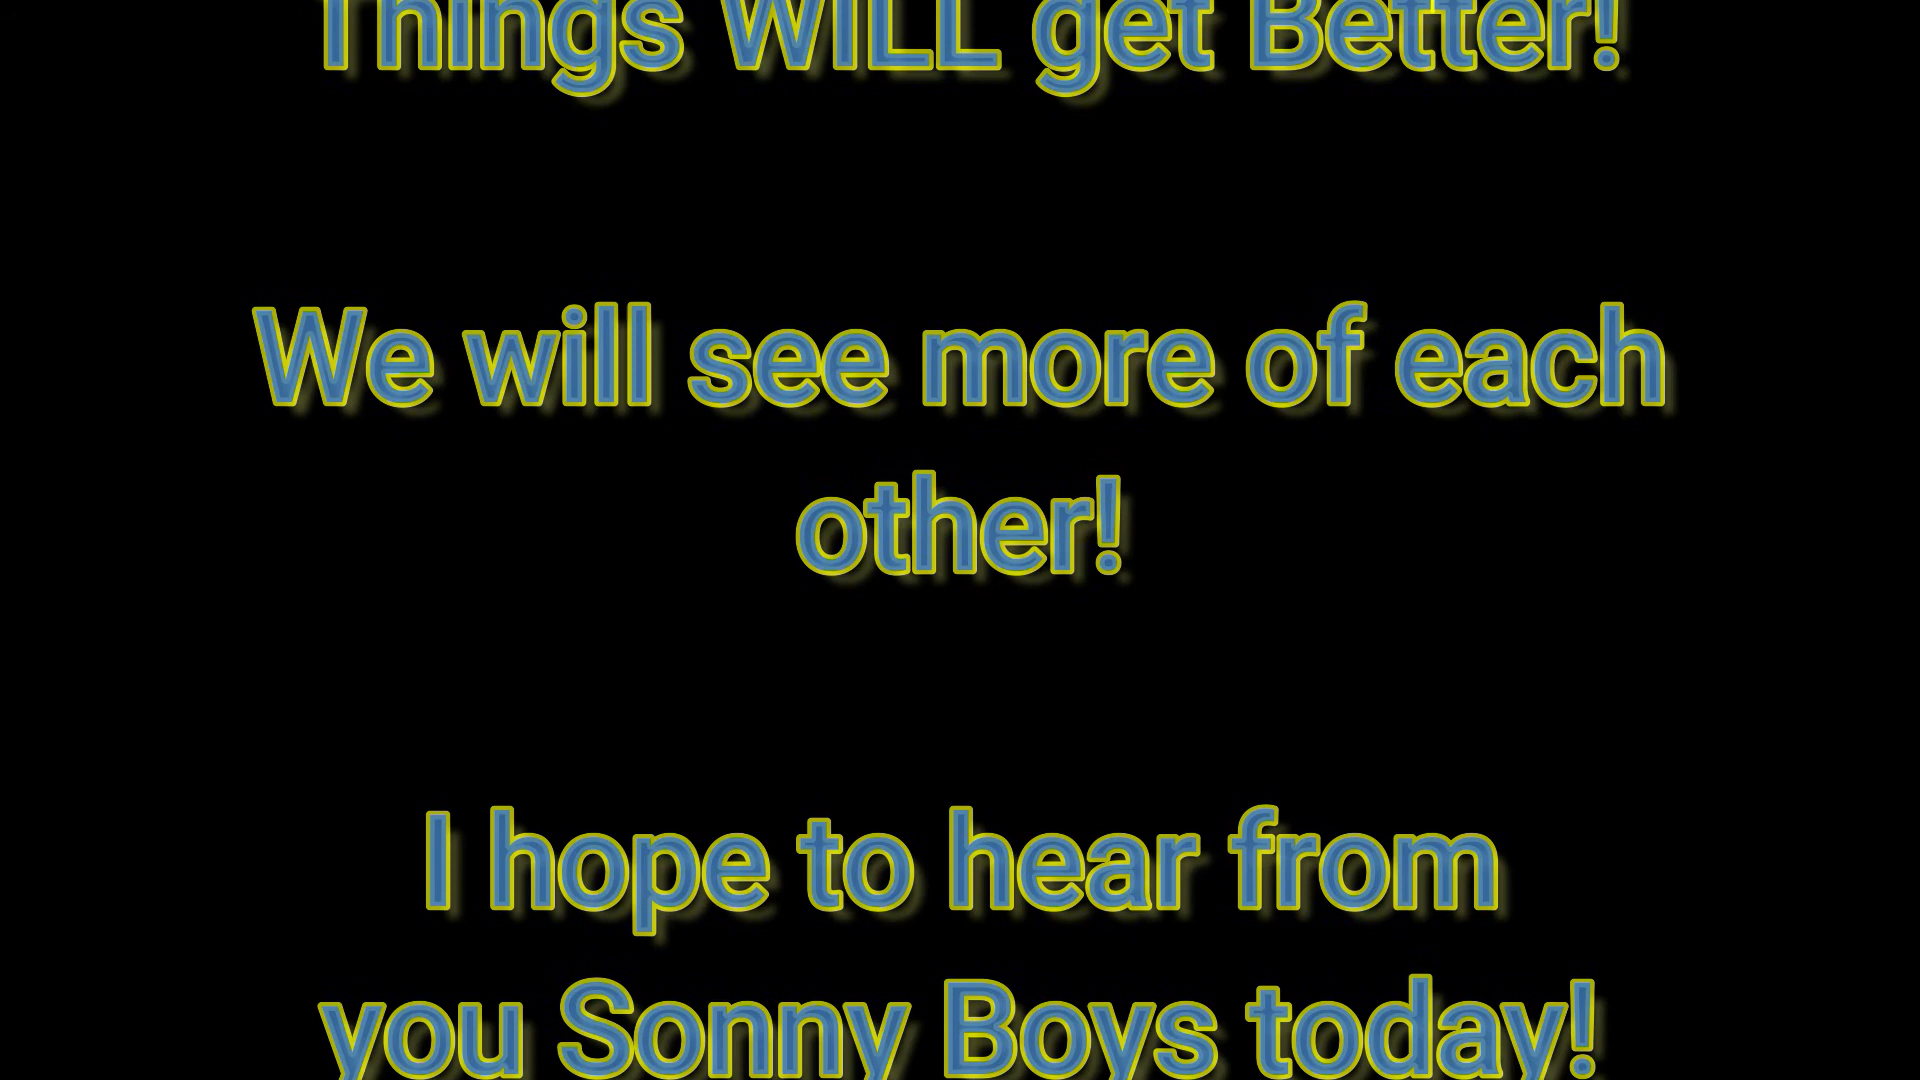 Things WILL get Better!
We will see more of each
other!
I hope to hear from
you Sonny Boys today!